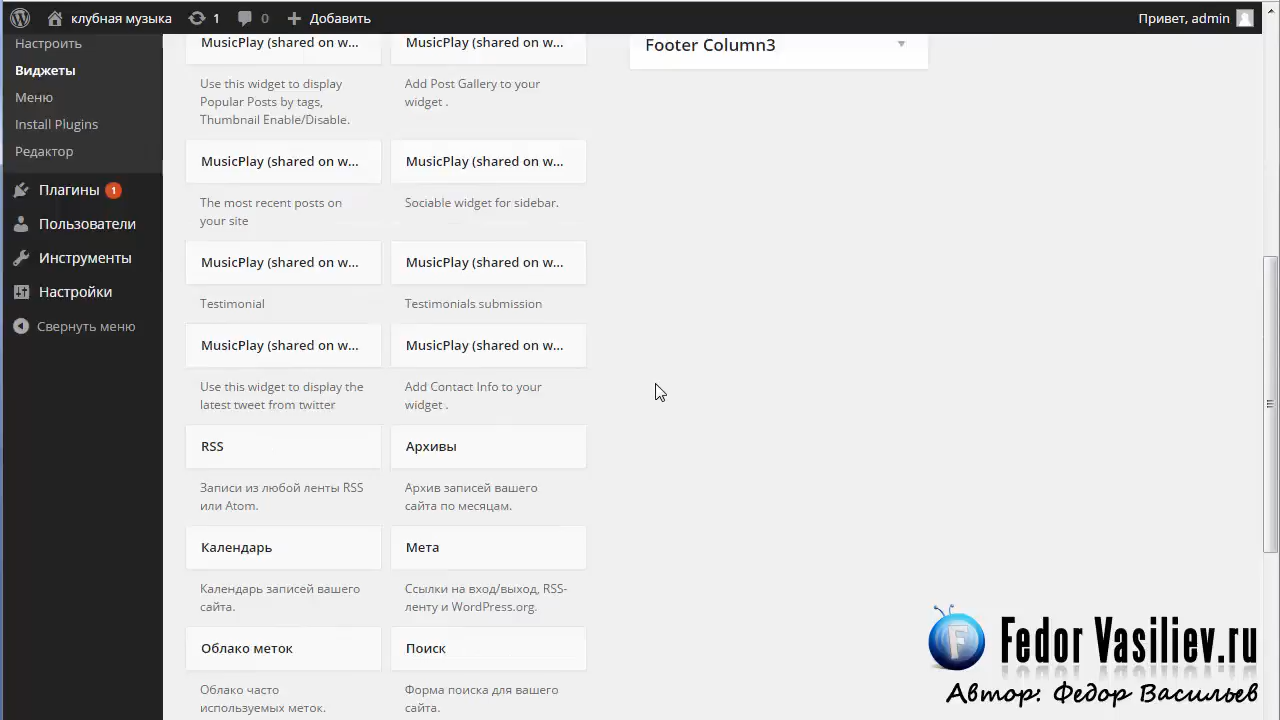 клубная музыка 1 0 Добавить Привет, admin
Настроить
Виджеты
Меню
Install Plugins
Редактор
Плагины 1
Пользователи
Инструменты
Настройки
Свернуть меню
MusicPlay (shared on w... MusicPlay (shared on w...
Use this widget to display Add Post Gallery to your
Popular Posts by tags, widget .
Thumbnail Enable/Disable.
MusicPlay (shared on w... MusicPlay (shared on w...
The most recent posts on Sociable widget for sidebar.
your site
MusicPlay (shared on w... MusicPlay (shared on w...
Testimonial Testimonials submission
MusicPlay (shared on w... MusicPlay (shared on w...
Use this widget to display the Add Contact Info to your
latest tweet from twitter widget .
RSS Архивы
Записи из любой ленты RSS Архив записей вашего
или Atom. сайта по месяцам.
Календарь Мета
Календарь записей вашего Ссылки на вход/выход, RSS-
сайта. ленту и WordPress.org.
Облако меток Поиск
Облако часто Форма поиска для вашего
используемых меток. сайта.
Footer Column3
F Fedor Vasiliev.ru
Автор: Федор Васильев